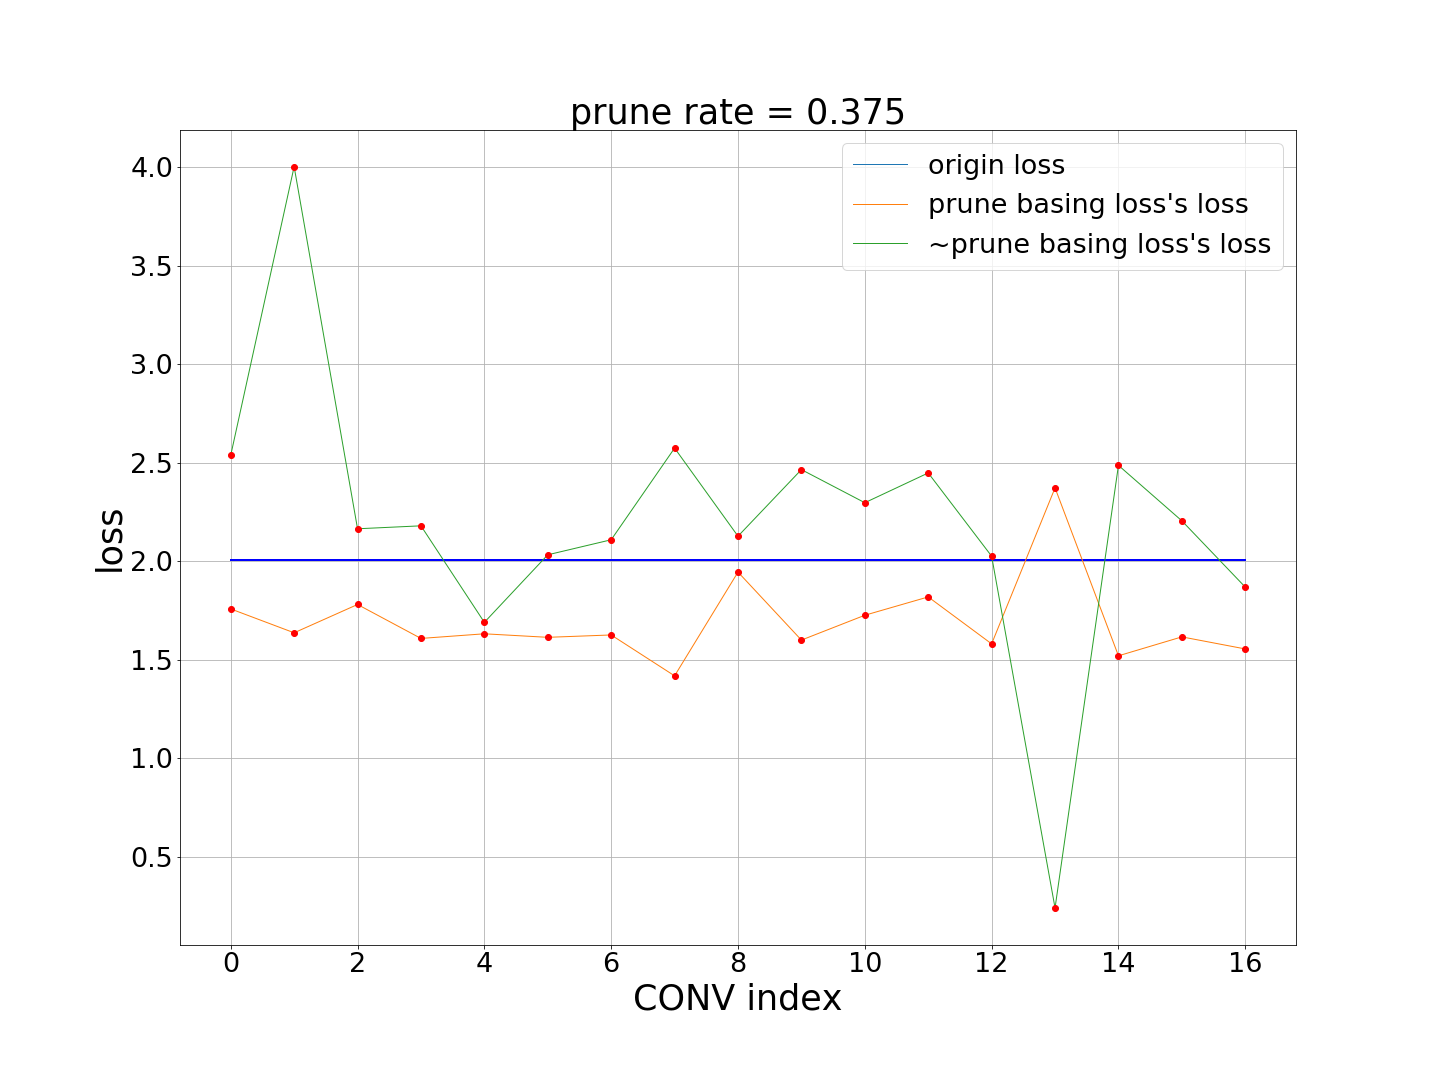 prune rate = 0.375
origin loss
prune basing loss's loss
~prune basing loss's loss
4.0
3.5
3.0
2.5
2.0
1.5
1.0
0.5
loss
0 2 4 6 8 10 12 14 16
CONV index